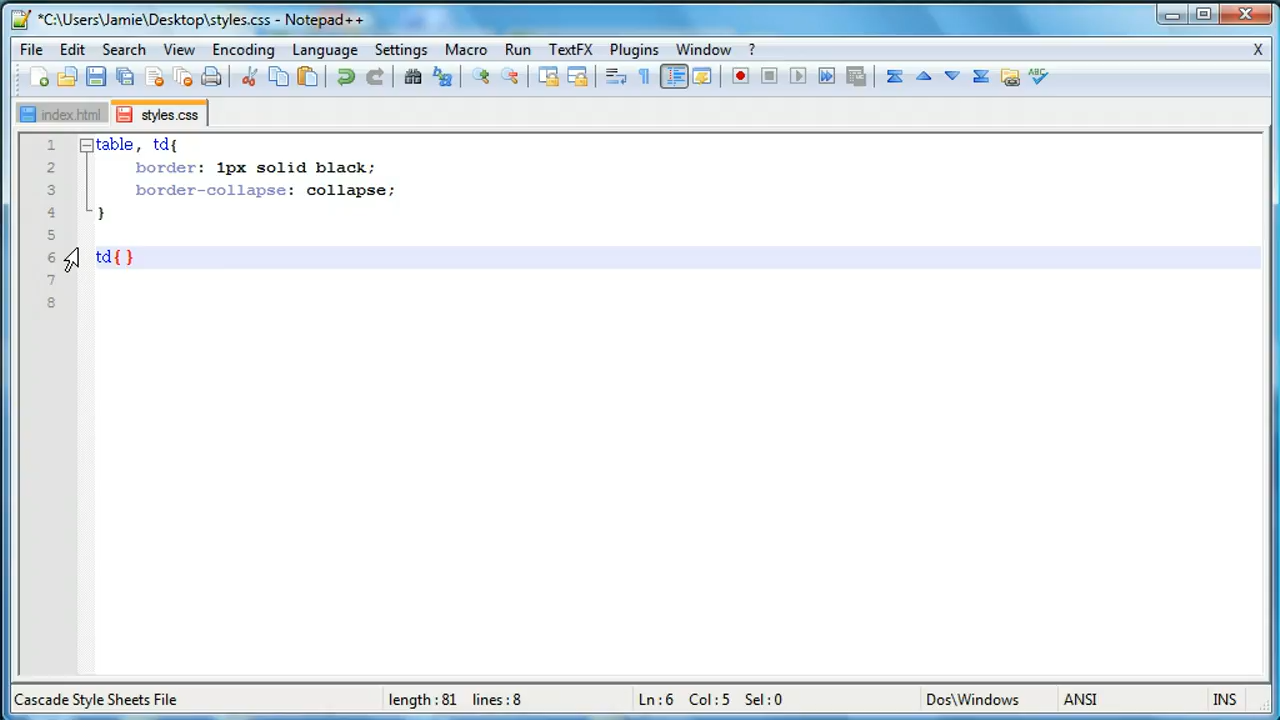 *C:\Users\Jamie\Desktop\styles.css - Notepad++
File Edit Search View Encoding Language Settings Macro Run TextFX Plugins Window ? X
index.html styles.css
1 table, td{
2 border: 1px solid black;
3 border-collapse: collapse;
4 }
5
6 td{}
7
8
Cascade Style Sheets File length : 81 lines : 8 Ln : 6 Col : 5 Sel : 0 Dos\Windows ANSI INS